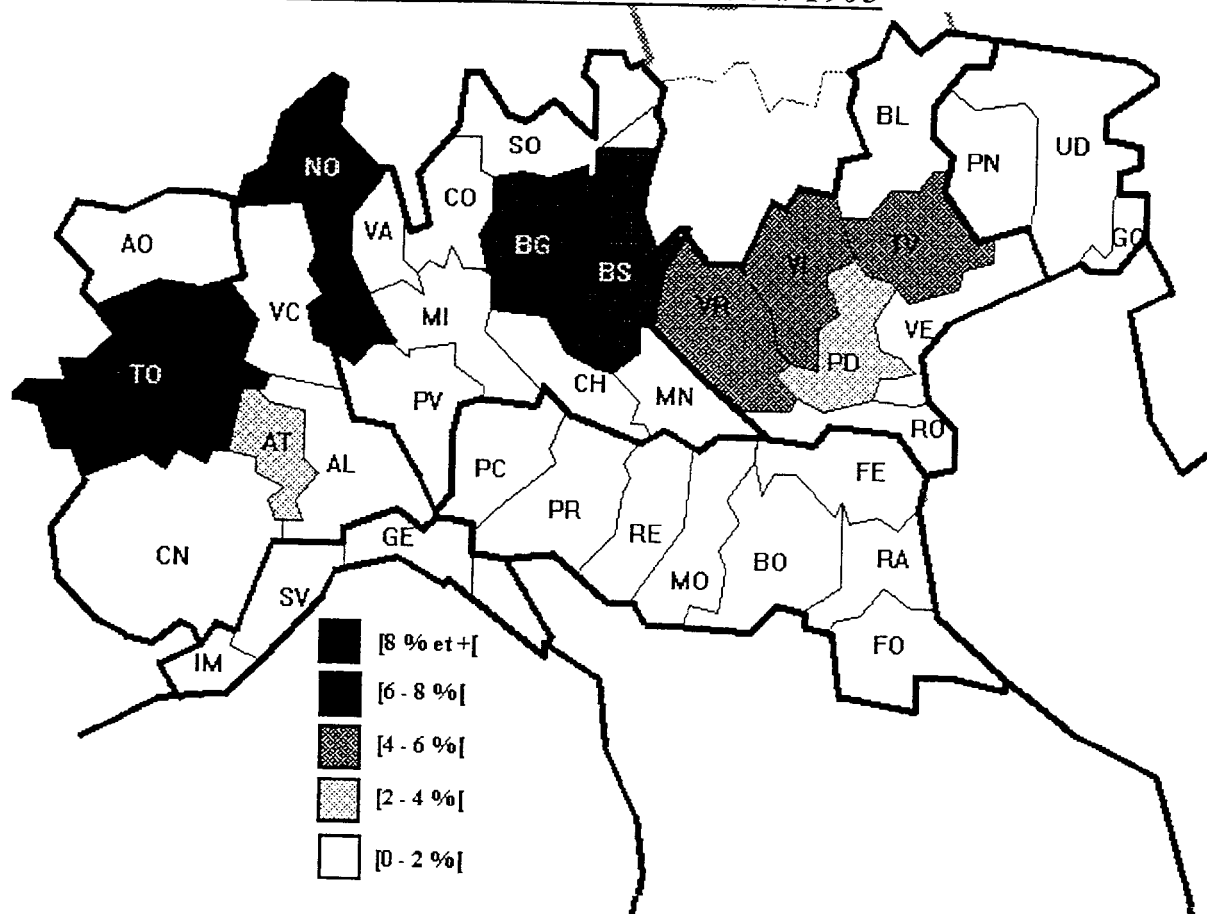 BL
SO
UD
NO
PN
CO
VA
AO
TV
GO
BG
VI
BS
VC
MI
VR
VE
TO
PD
CH
MN
PV
RO
AT
AL
PC
FE
PR
RE
GE
CN
BO
RA
MO
SV
FO
IM
[8 % et +[
[6 - 8 %[
[4 - 6 %[
[2 - 4 %[
[0 - 2 %[